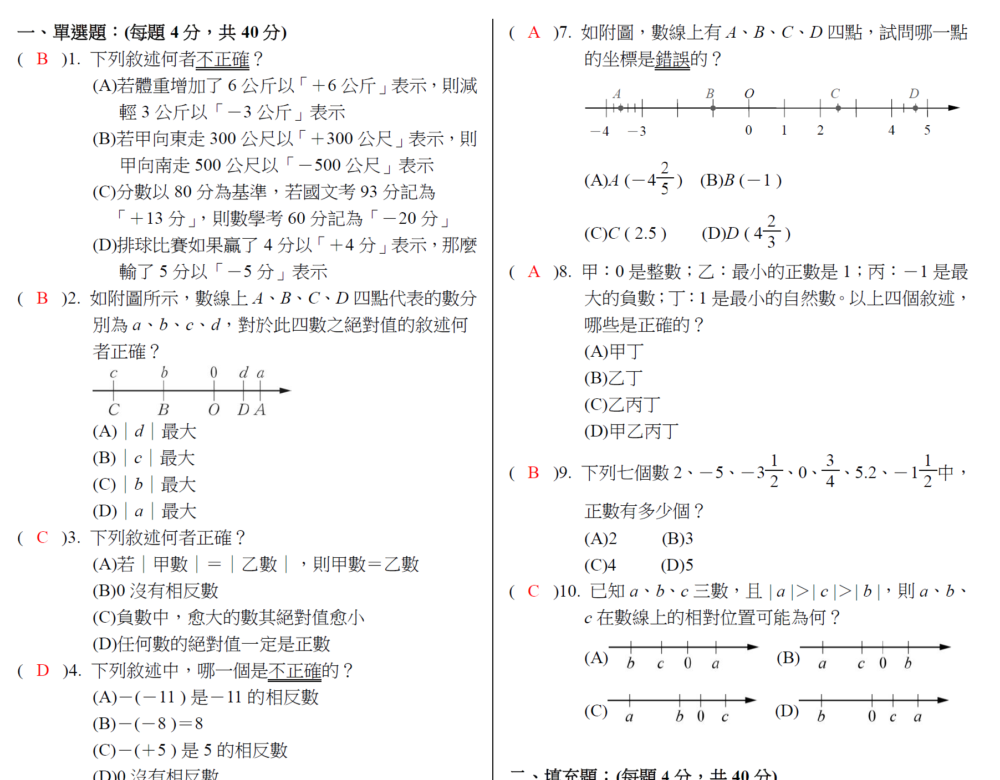 一、單選題：(每題 4 分，共 40 分)
( B )1. 下列敘述何者不正確？
(A)若體重增加了 6 公斤以「＋6 公斤」表示，則減
輕 3 公斤以「－3 公斤」表示
(B)若甲向東走 300 公尺以「＋300 公尺」表示，則
甲向南走 500 公尺以「－500 公尺」表示
(C)分數以 80 分為基準，若國文考 93 分記為
「＋13 分」，則數學考 60 分記為「－20 分」
(D)排球比賽如果贏了 4 分以「＋4 分」表示，那麼
輸了 5 分以「－5 分」表示
( B )2. 如附圖所示，數線上 A、B、C、D 四點代表的數分
別為 a、b、c、d，對於此四數之絕對值的敘述何
者正確？
c b 0 d a
C B O D A
(A)｜d｜最大
(B)｜c｜最大
(C)｜b｜最大
(D)｜a｜最大
( C )3. 下列敘述何者正確？
(A)若｜甲數｜＝｜乙數｜，則甲數＝乙數
(B)0 沒有相反數
(C)負數中，愈大的數其絕對值愈小
(D)任何數的絕對值一定是正數
( D )4. 下列敘述中，哪一個是不正確的？
(A)－(－11 ) 是－11 的相反數
(B)－(－8 )＝8
(C)－(＋5 ) 是 5 的相反數
(D)0 沒有相反數
( A )7. 如附圖，數線上有 A、B、C、D 四點，試問哪一點
的坐標是錯誤的？
A B O C D
－4 －3 0 1 2 4 5
(A)A (－4 2/5 ) (B)B (－1 )
(C)C ( 2.5 ) (D)D ( 4 2/3 )
( A )8. 甲：0 是整數；乙：最小的正數是 1；丙：－1 是最
大的負數；丁：1 是最小的自然數。以上四個敘述，
哪些是正確的？
(A)甲丁
(B)乙丁
(C)乙丙丁
(D)甲乙丙丁
( B )9. 下列七個數 2、－5、－3 1/2、0、3/4、5.2、－1 1/2 中，
正數有多少個？
(A)2 (B)3
(C)4 (D)5
( C )10. 已知 a、b、c 三數，且 | a |＞| c |＞| b |，則 a、b、
c 在數線上的相對位置可能為何？
(A) b c 0 a (B) a c 0 b
(C) a b 0 c (D) b 0 c a
二、填充題：(每題 4 分，共 40 分)